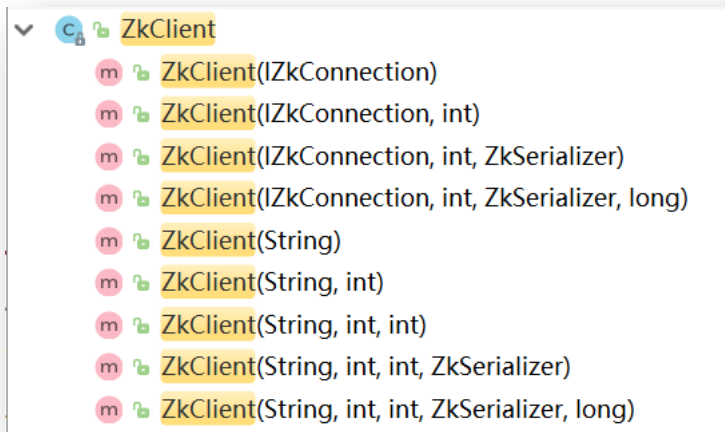 ZkClient
ZkClient(IZkConnection)
ZkClient(IZkConnection, int)
ZkClient(IZkConnection, int, ZkSerializer)
ZkClient(IZkConnection, int, ZkSerializer, long)
ZkClient(String)
ZkClient(String, int)
ZkClient(String, int, int)
ZkClient(String, int, int, ZkSerializer)
ZkClient(String, int, int, ZkSerializer, long)